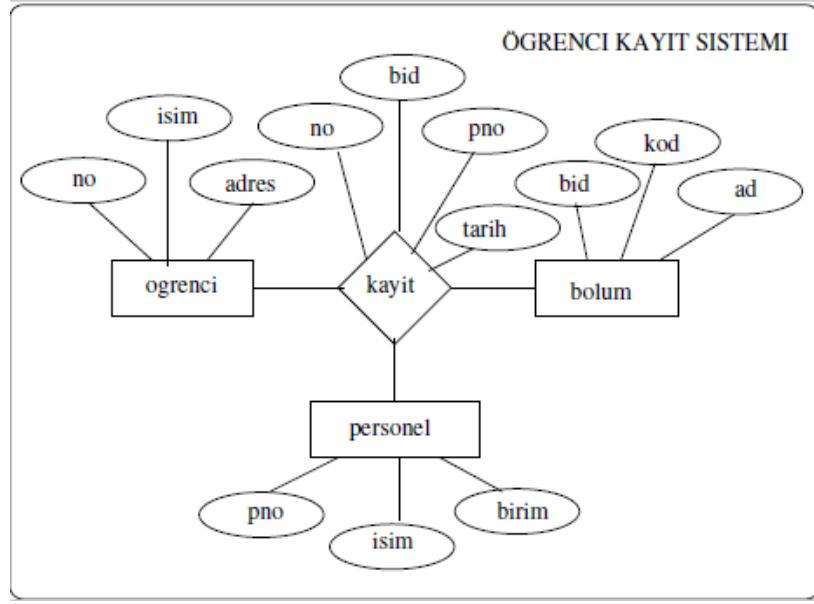 ÖGRENCI KAYIT SISTEMI
bid
isim
no
pno
kod
no
adres
bid
ad
tarih
ogrenci
kayit
bolum
personel
pno
birim
isim